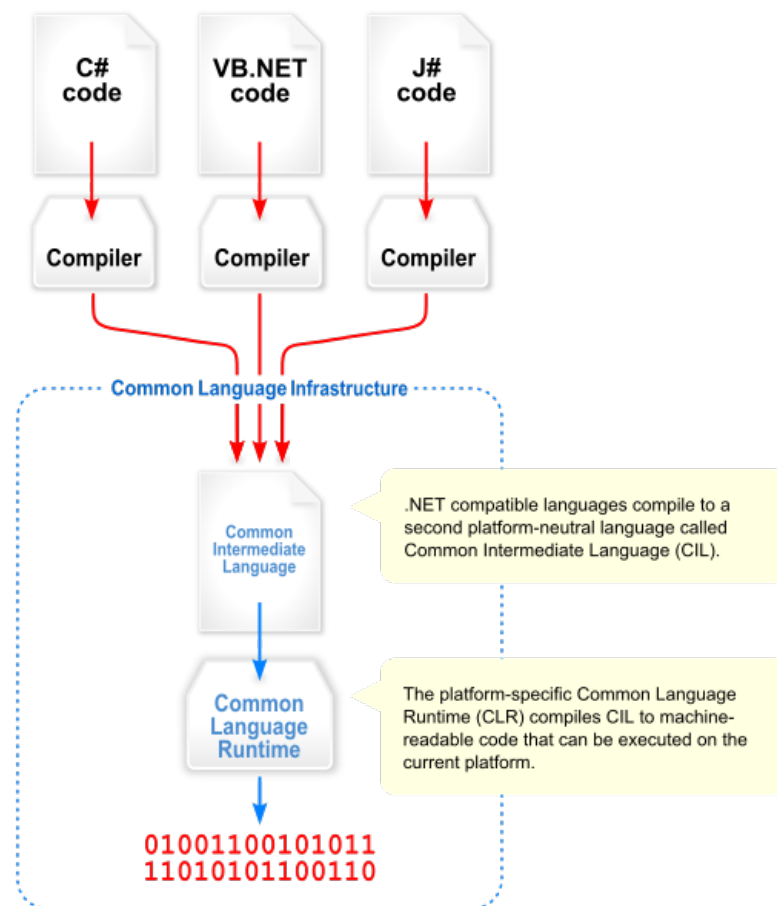 C#
code
VB.NET
code
J#
code
Compiler
Compiler
Compiler
Common Language Infrastructure
Common
Intermediate
Language
.NET compatible languages compile to a
second platform-neutral language called
Common Intermediate Language (CIL).
Common
Language
Runtime
The platform-specific Common Language
Runtime (CLR) compiles CIL to machine-
readable code that can be executed on the
current platform.
01001100101011
11010101100110